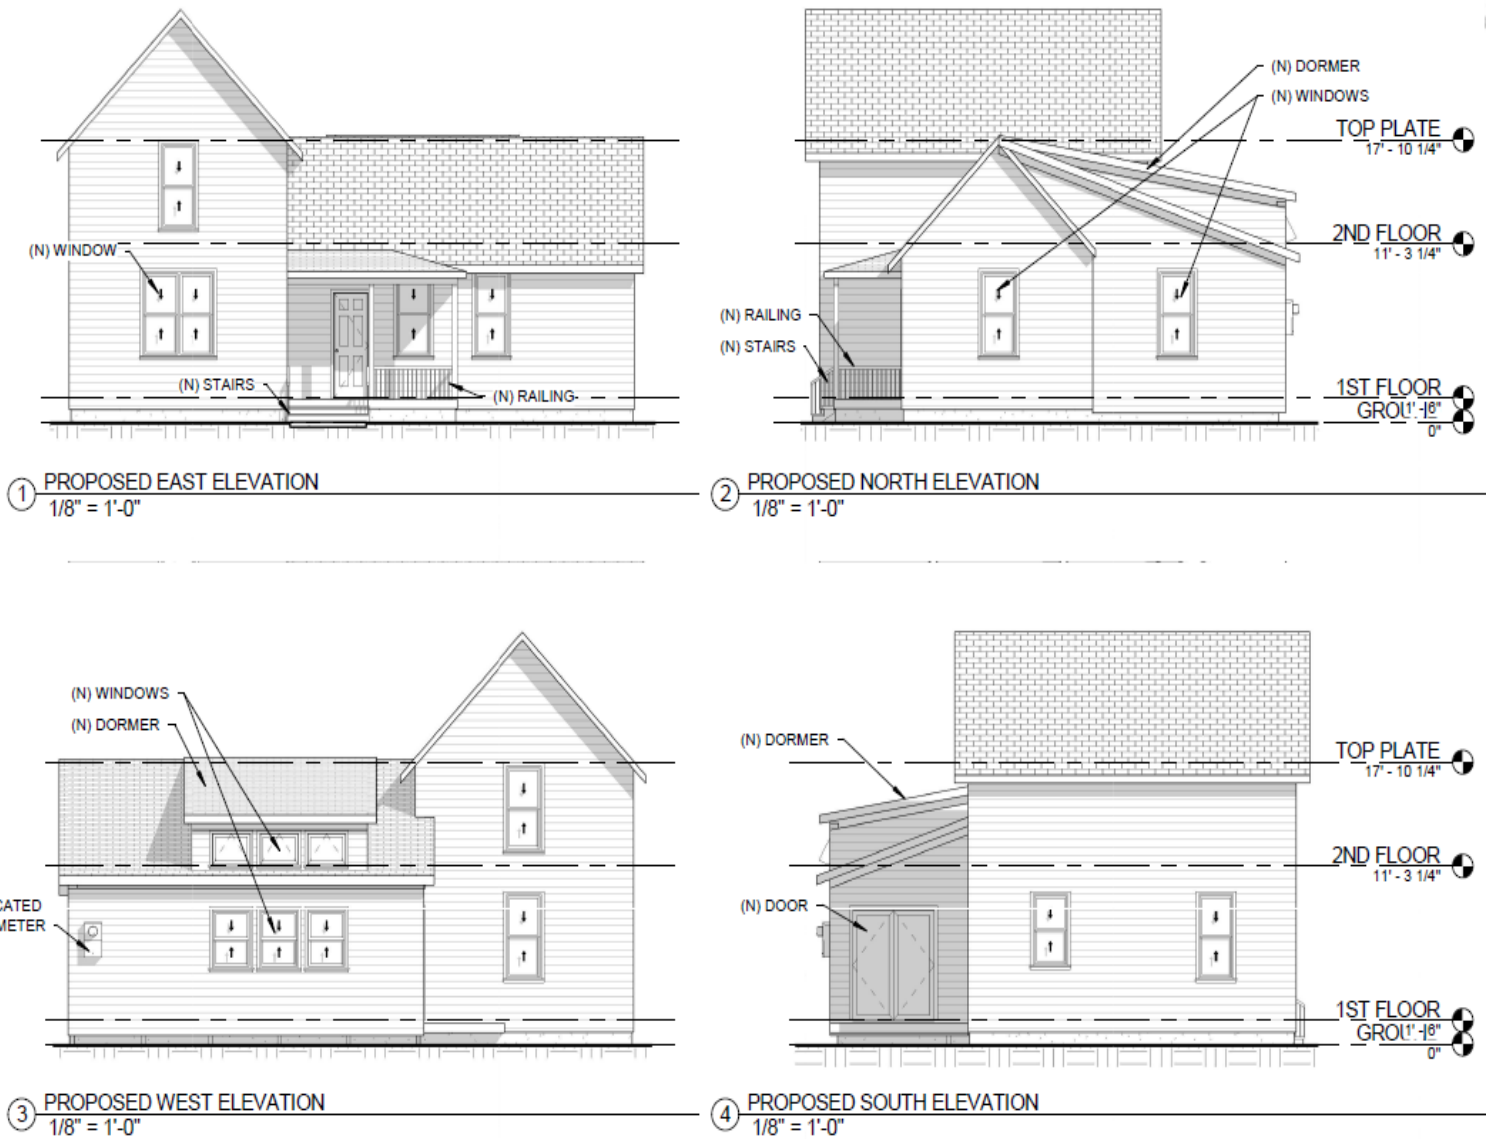 (N) DORMER
(N) WINDOWS
TOP PLATE
17' - 10 1/4"
(N) WINDOW
2ND FLOOR
11' - 3 1/4"
(N) RAILING
(N) STAIRS
(N) STAIRS
(N) RAILING
1ST FLOOR
0"
1 PROPOSED EAST ELEVATION
1/8" = 1'-0"
2 PROPOSED NORTH ELEVATION
1/8" = 1'-0"
(N) WINDOWS
(N) DORMER
(N) DORMER
TOP PLATE
17' - 10 1/4"
2ND FLOOR
11' - 3 1/4"
CATED
METER
(N) DOOR
1ST FLOOR
0"
3 PROPOSED WEST ELEVATION
1/8" = 1'-0"
4 PROPOSED SOUTH ELEVATION
1/8" = 1'-0"